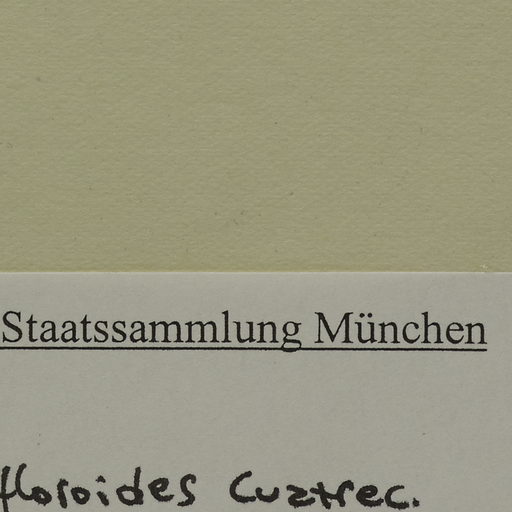 Staatssammlung München
floroides Cuatrec.